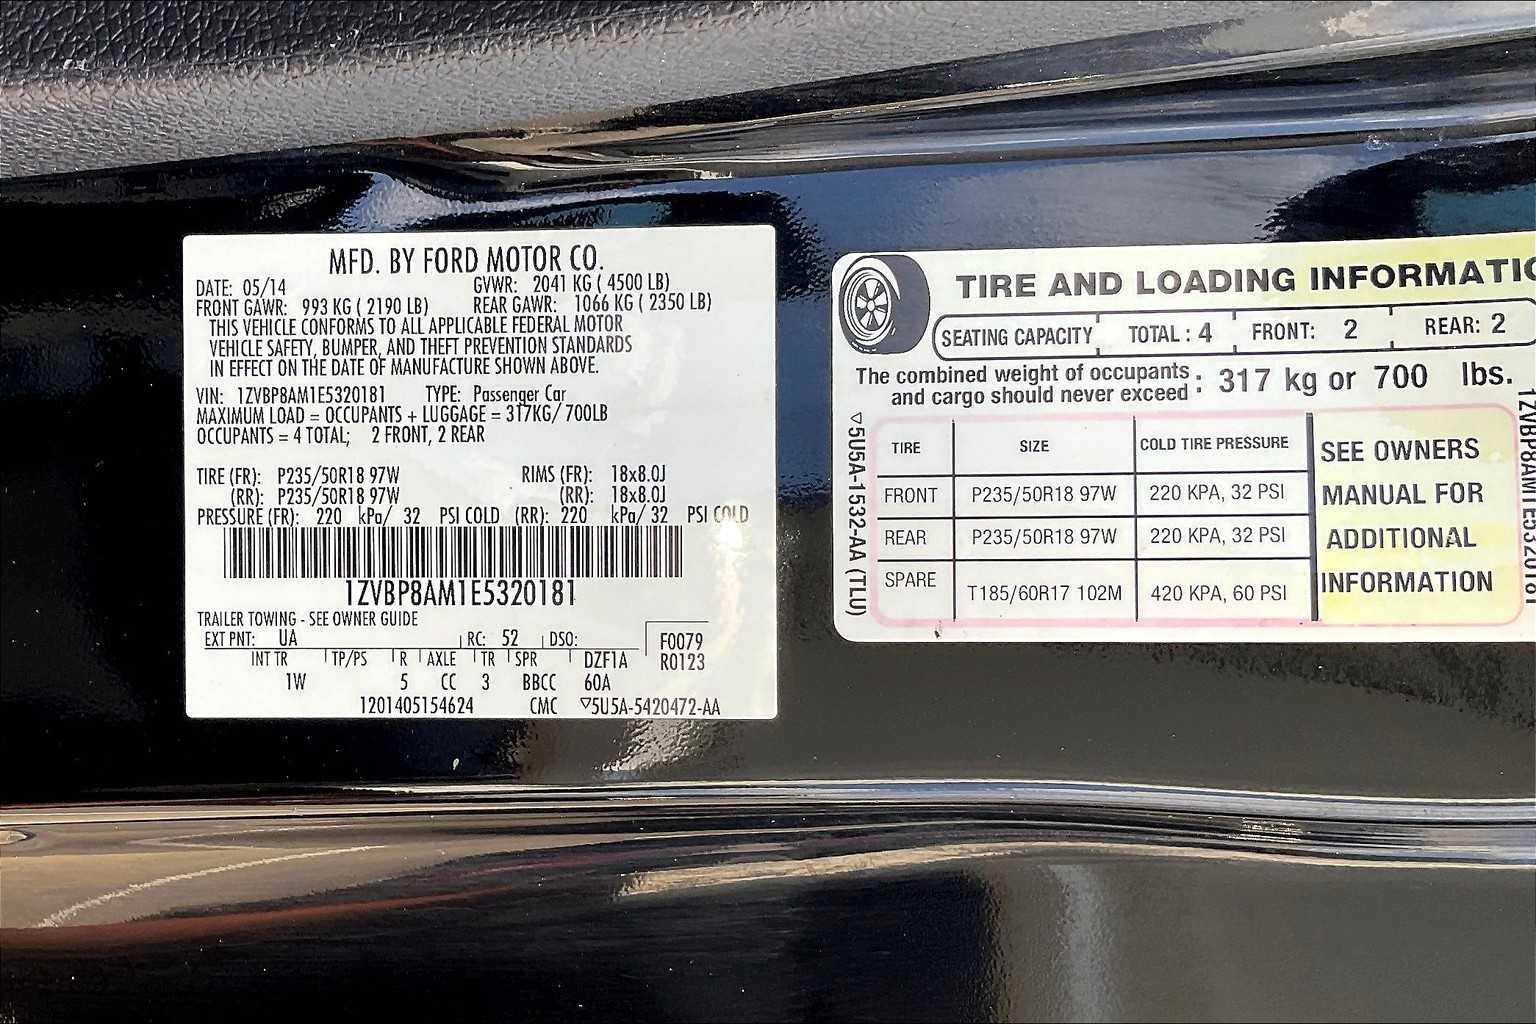 MFD. BY FORD MOTOR CO.
DATE: 05/14 GVWR: 2041 KG ( 4500 LB)
FRONT GAWR: 993 KG ( 2190 LB) REAR GAWR: 1066 KG ( 2350 LB)
THIS VEHICLE CONFORMS TO ALL APPLICABLE FEDERAL MOTOR
VEHICLE SAFETY, BUMPER, AND THEFT PREVENTION STANDARDS
IN EFFECT ON THE DATE OF MANUFACTURE SHOWN ABOVE.
VIN: 1ZVBP8AM1E5320181 TYPE: Passenger Car
MAXIMUM LOAD = OCCUPANTS + LUGGAGE = 317KG/ 700LB
OCCUPANTS = 4 TOTAL; 2 FRONT, 2 REAR
TIRE (FR): P235/50R18 97W RIMS (FR): 18x8.0J
(RR): P235/50R18 97W (RR): 18x8.0J
PRESSURE (FR): 220 kPa/ 32 PSI COLD (RR): 220 kPa/ 32 PSI COLD
1ZVBP8AM1E5320181
TRAILER TOWING - SEE OWNER GUIDE
EXT PNT: UA RC: 52 DSO: F0079
INT TR TP/PS R AXLE TR SPR DZF1A R0123
1W 5 CC 3 BBCC 60A
1201405154624 CMC ▽5U5A-5420472-AA
TIRE AND LOADING INFORMATIO
SEATING CAPACITY TOTAL : 4 FRONT: 2 REAR: 2
The combined weight of occupants
and cargo should never exceed : 317 kg or 700 lbs.
TIRE SIZE COLD TIRE PRESSURE
FRONT P235/50R18 97W 220 KPA, 32 PSI
REAR P235/50R18 97W 220 KPA, 32 PSI
SPARE T185/60R17 102M 420 KPA, 60 PSI
SEE OWNERS
MANUAL FOR
ADDITIONAL
INFORMATION
▽5U5A-1532-AA (TLU)
1ZVBP8AM1E5320181